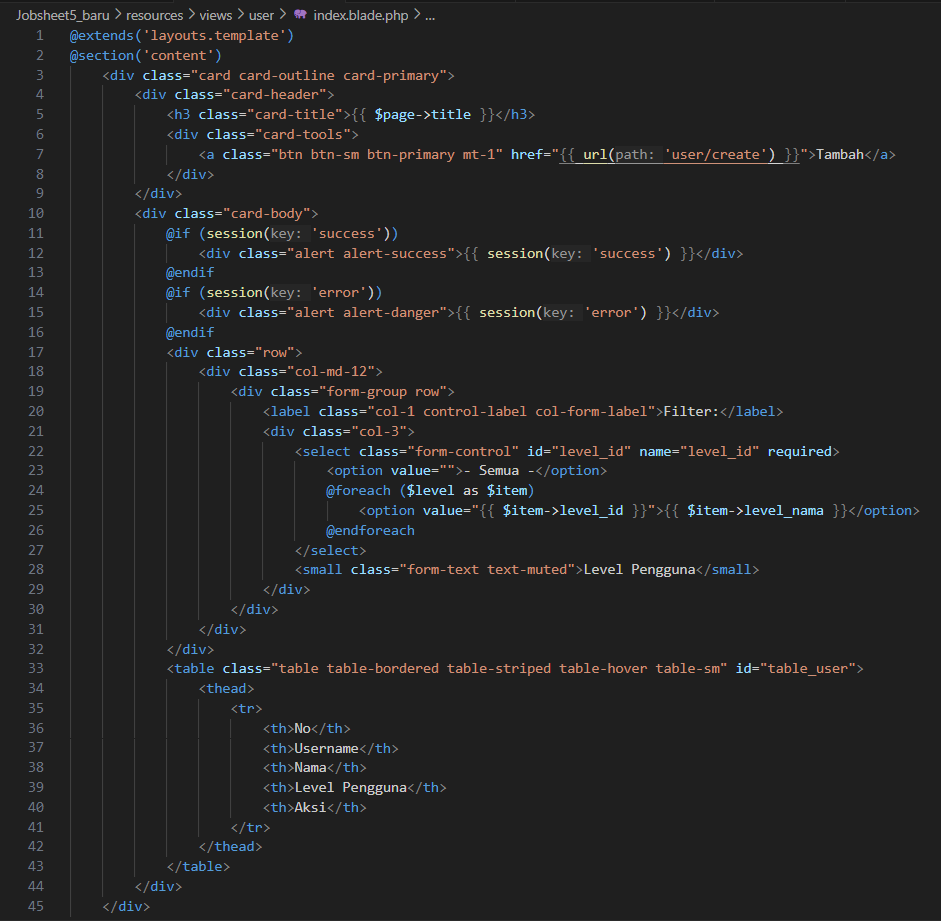 Jobsheet5_baru > resources > views > user > index.blade.php > ...
1 @extends('layouts.template')
2 @section('content')
3 <div class="card card-outline card-primary">
4 <div class="card-header">
5 <h3 class="card-title">{{ $page->title }}</h3>
6 <div class="card-tools">
7 <a class="btn btn-sm btn-primary mt-1" href="{{ url(path: 'user/create') }}">Tambah</a>
8 </div>
9 </div>
10 <div class="card-body">
11 @if (session(key: 'success'))
12 <div class="alert alert-success">{{ session(key: 'success') }}</div>
13 @endif
14 @if (session(key: 'error'))
15 <div class="alert alert-danger">{{ session(key: 'error') }}</div>
16 @endif
17 <div class="row">
18 <div class="col-md-12">
19 <div class="form-group row">
20 <label class="col-1 control-label col-form-label">Filter:</label>
21 <div class="col-3">
22 <select class="form-control" id="level_id" name="level_id" required>
23 <option value="">- Semua -</option>
24 @foreach ($level as $item)
25 <option value="{{ $item->level_id }}">{{ $item->level_nama }}</option>
26 @endforeach
27 </select>
28 <small class="form-text text-muted">Level Pengguna</small>
29 </div>
30 </div>
31 </div>
32 </div>
33 <table class="table table-bordered table-striped table-hover table-sm" id="table_user">
34 <thead>
35 <tr>
36 <th>No</th>
37 <th>Username</th>
38 <th>Nama</th>
39 <th>Level Pengguna</th>
40 <th>Aksi</th>
41 </tr>
42 </thead>
43 </table>
44 </div>
45 </div>